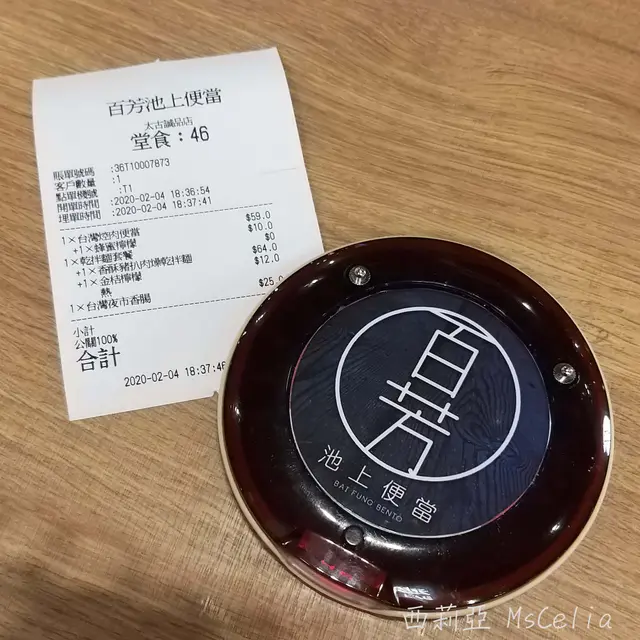 百芳池上便當
太古誠品店
堂食：46
賬單號碼 :36T10007873
客戶數量 :1
點單機號 :T1
開單時間 :2020-02-04 18:36:54
埋單時間 :2020-02-04 18:37:41
1×台灣焢肉便當 $59.0
+1×蜂蜜檸檬 $10.0
1×乾拌麵套餐 $0
+1×香酥豬扒肉燥乾拌麵 $64.0
+1×金桔檸檬 $12.0
熱
1×台灣夜市香腸 $25.0
小計
公關100%
合計
2020-02-04 18:37:46
百芳
池上便當
BAT FUNG BENTO
西莉亞 MsCelia